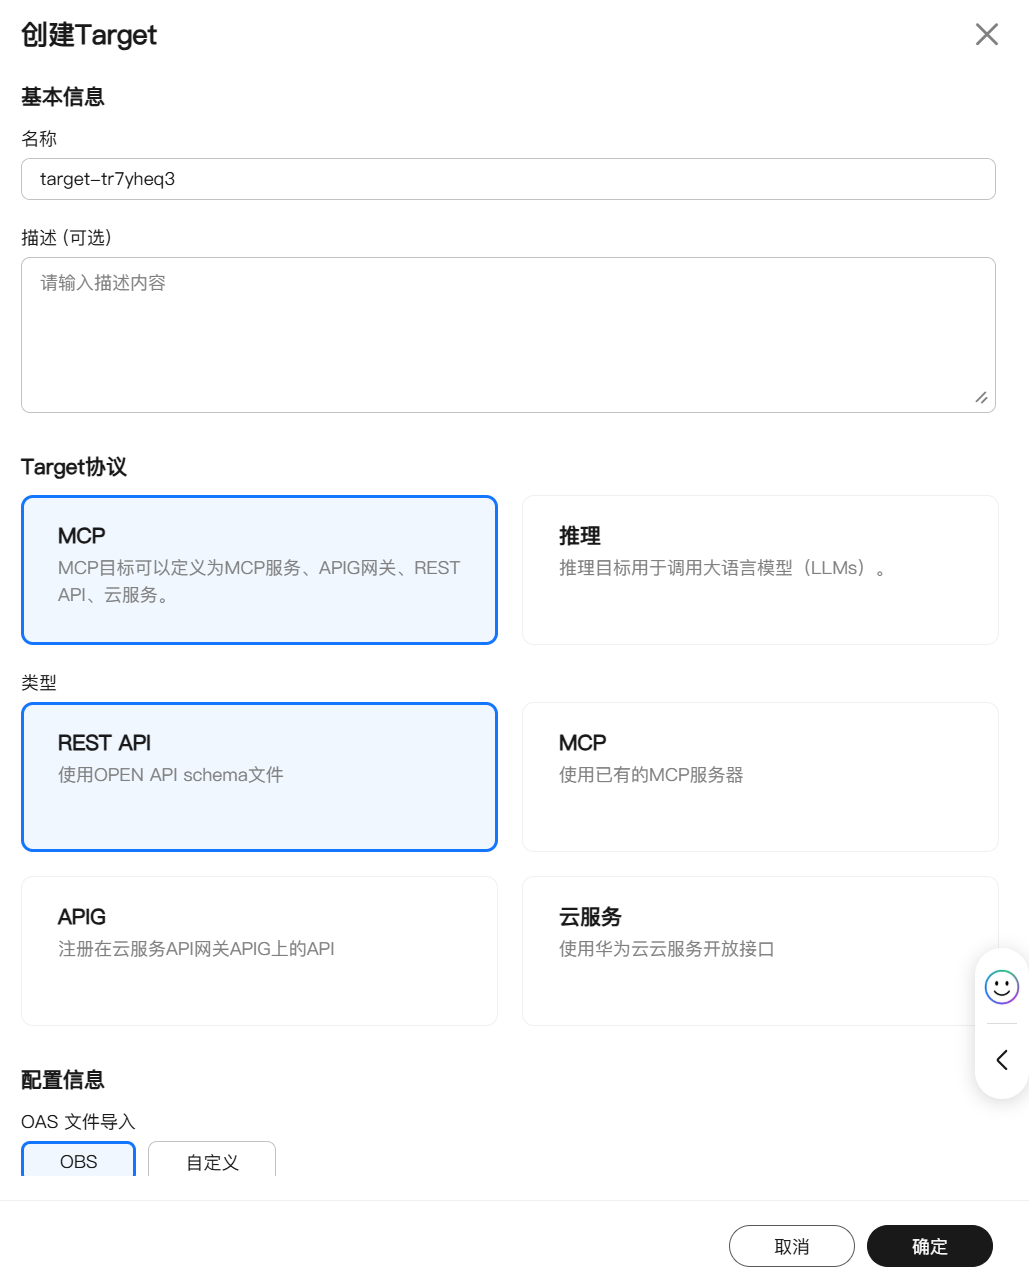 创建Target
基本信息
名称
target-tr7yheq3
描述 (可选)
请输入描述内容
Target协议
MCP
MCP目标可以定义为MCP服务、APIG网关、REST
API、云服务。
推理
推理目标用于调用大语言模型（LLMs）。
类型
REST API
使用OPEN API schema文件
MCP
使用已有的MCP服务器
APIG
注册在云服务API网关APIG上的API
云服务
使用华为云云服务开放接口
配置信息
OAS 文件导入
OBS
自定义
取消
确定